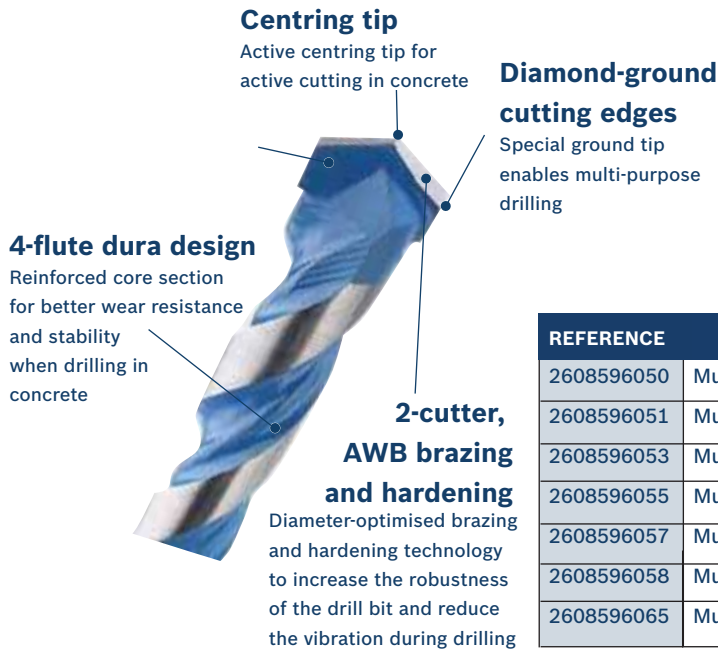 Centring tip
Active centring tip for
active cutting in concrete
Diamond-ground
cutting edges
Special ground tip
enables multi-purpose
drilling
4-flute dura design
Reinforced core section
for better wear resistance
and stability
when drilling in
concrete
2-cutter,
AWB brazing
and hardening
Diameter-optimised brazing
and hardening technology
to increase the robustness
of the drill bit and reduce
the vibration during drilling
REFERENCE
2608596050
2608596051
2608596053
2608596055
2608596057
2608596058
2608596065